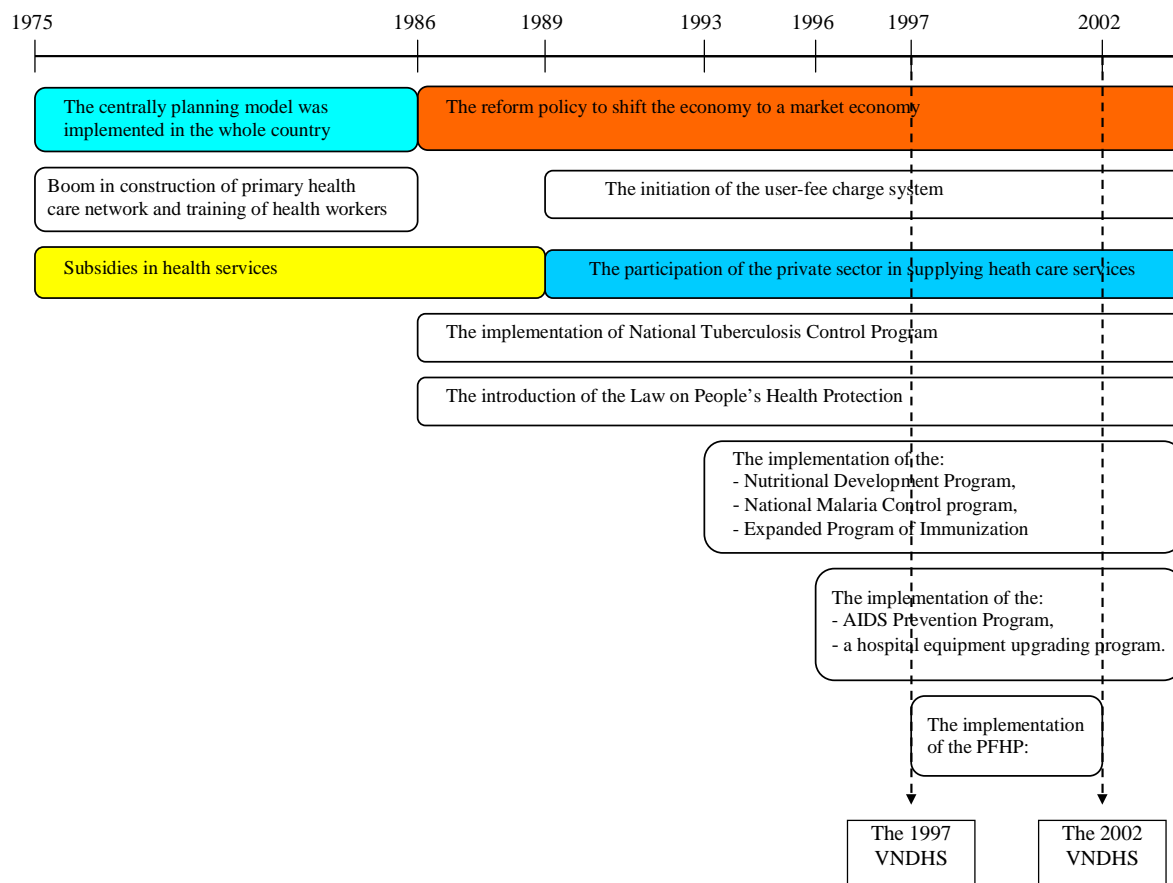 1975 1986 1989 1993 1996 1997 2002
The centrally planning model was
implemented in the whole country
The reform policy to shift the economy to a market economy
Boom in construction of primary health
care network and training of health workers
The initiation of the user-fee charge system
Subsidies in health services
The participation of the private sector in supplying heath care services
The implementation of National Tuberculosis Control Program
The introduction of the Law on People’s Health Protection
The implementation of the:
- Nutritional Development Program,
- National Malaria Control program,
- Expanded Program of Immunization
The implementation of the:
- AIDS Prevention Program,
- a hospital equipment upgrading program.
The implementation
of the PFHP:
The 1997
VNDHS
The 2002
VNDHS